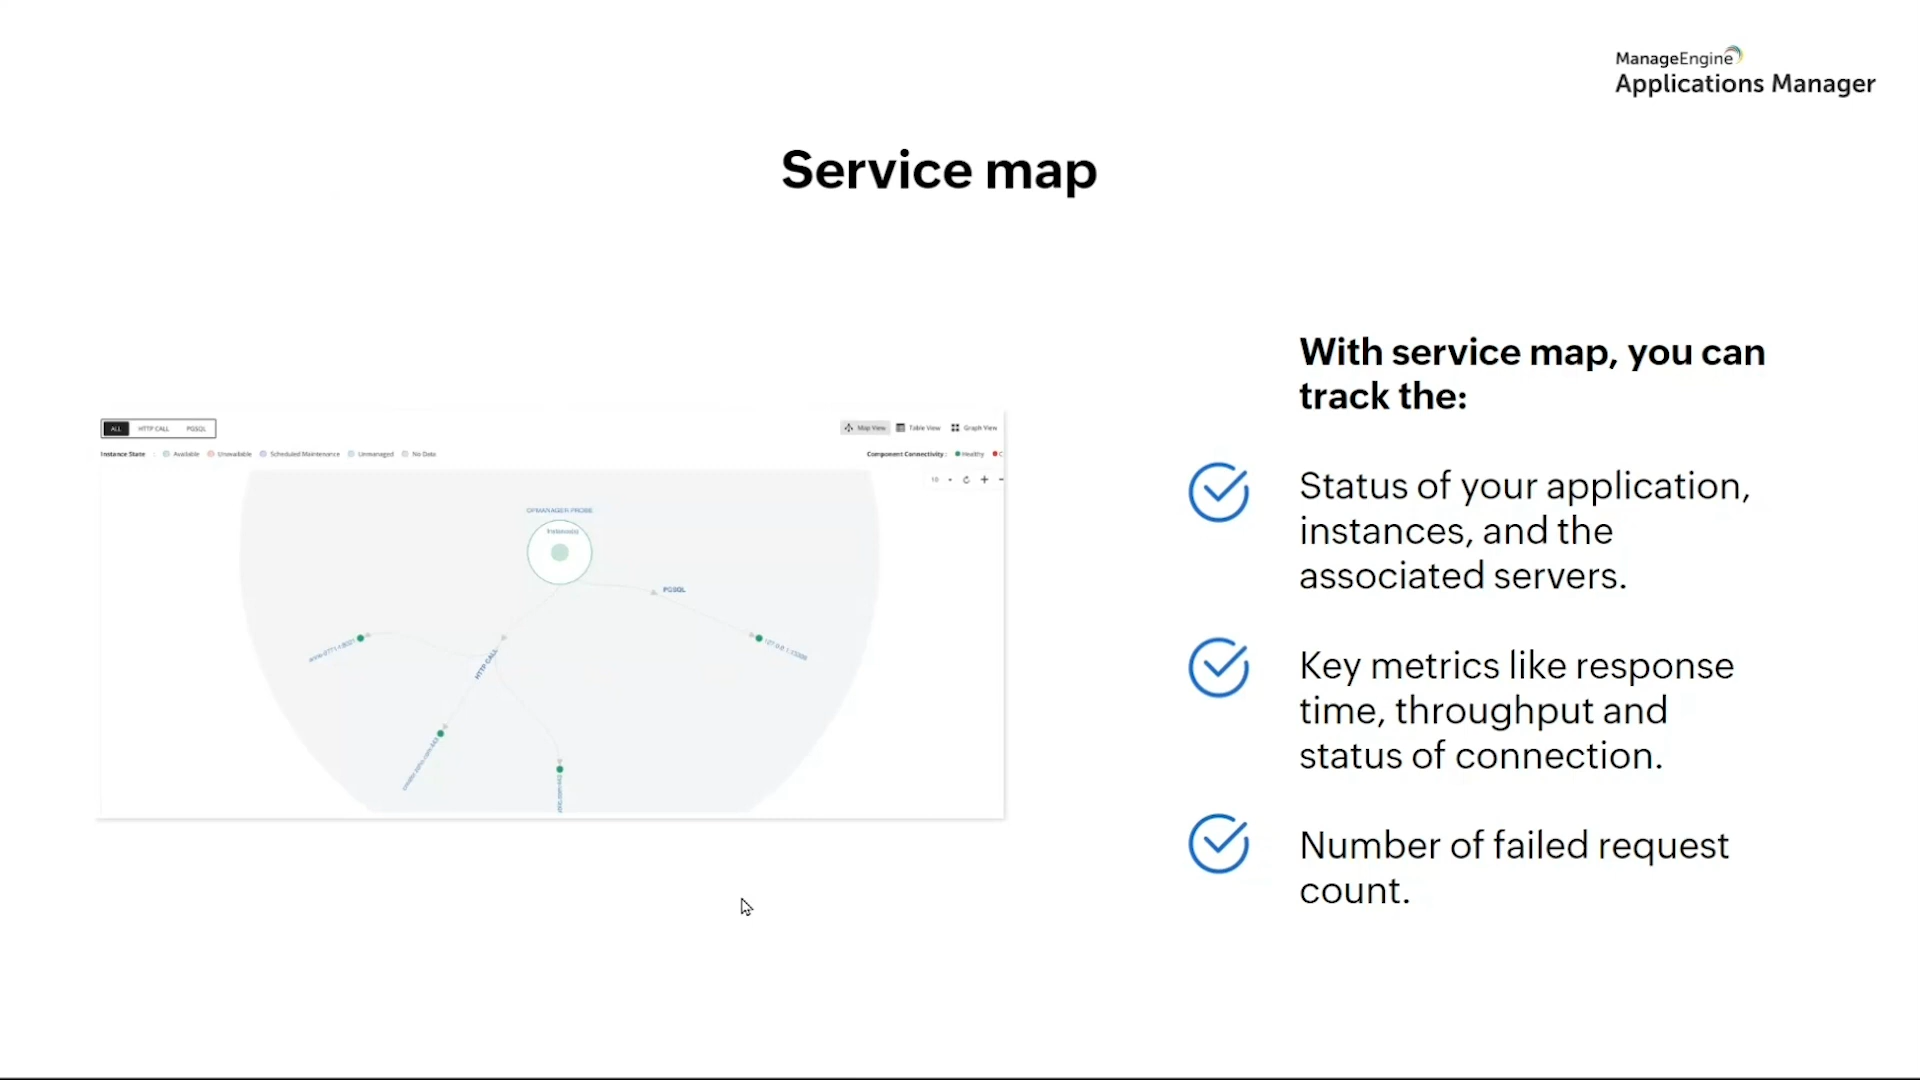 ManageEngine
Applications Manager
Service map
ALL HTTP CALL PGSQL
Map View Table View Graph View
Instance State : Available Unavailable Scheduled Maintenance Unmanaged No Data
Component Connectivity : Healthy C
10
OPMANAGER-PROBE
Instance(s)
PGSQL
HTTP CALL
With service map, you can
track the:
Status of your application,
instances, and the
associated servers.
Key metrics like response
time, throughput and
status of connection.
Number of failed request
count.